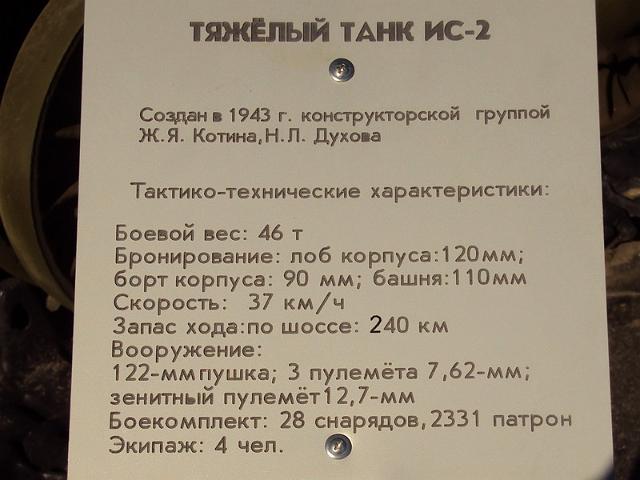 ТЯЖЁЛЫЙ ТАНК ИС-2
Создан в 1943 г. конструкторской группой
Ж.Я. Котина, Н.Л. Духова
Тактико-технические характеристики:
Боевой вес: 46 т
Бронирование: лоб корпуса:120мм;
борт корпуса: 90 мм; башня:110мм
Скорость: 37 км/ч
Запас хода:по шоссе: 240 км
Вооружение:
122-мм пушка; 3 пулемёта 7,62-мм;
зенитный пулемёт 12,7-мм
Боекомплект: 28 снарядов, 2331 патрон
Экипаж: 4 чел.